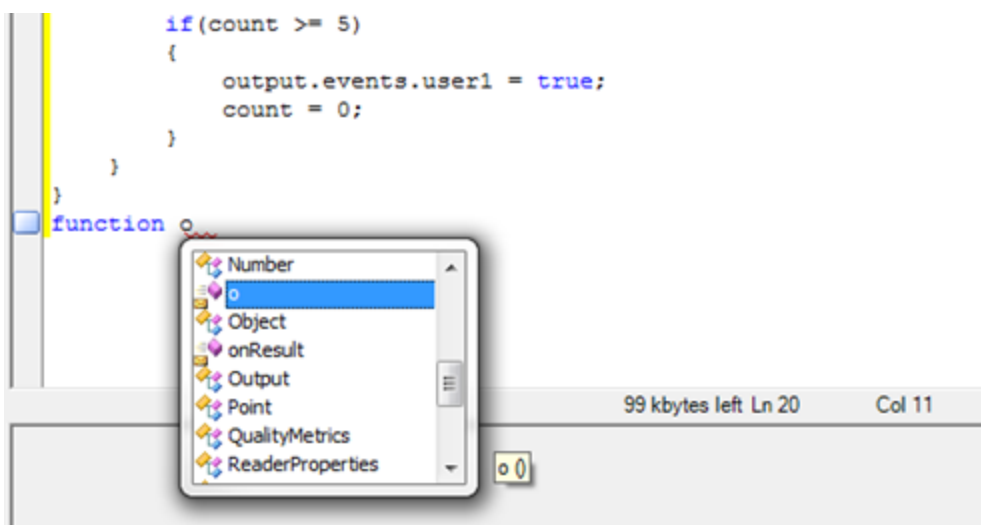 if(count >= 5)
{
output.events.user1 = true;
count = 0;
}
}
}
function o
Number
o
Object
onResult
Output
Point
QualityMetrics
ReaderProperties
99 kbytes left Ln 20 Col 11
o ()